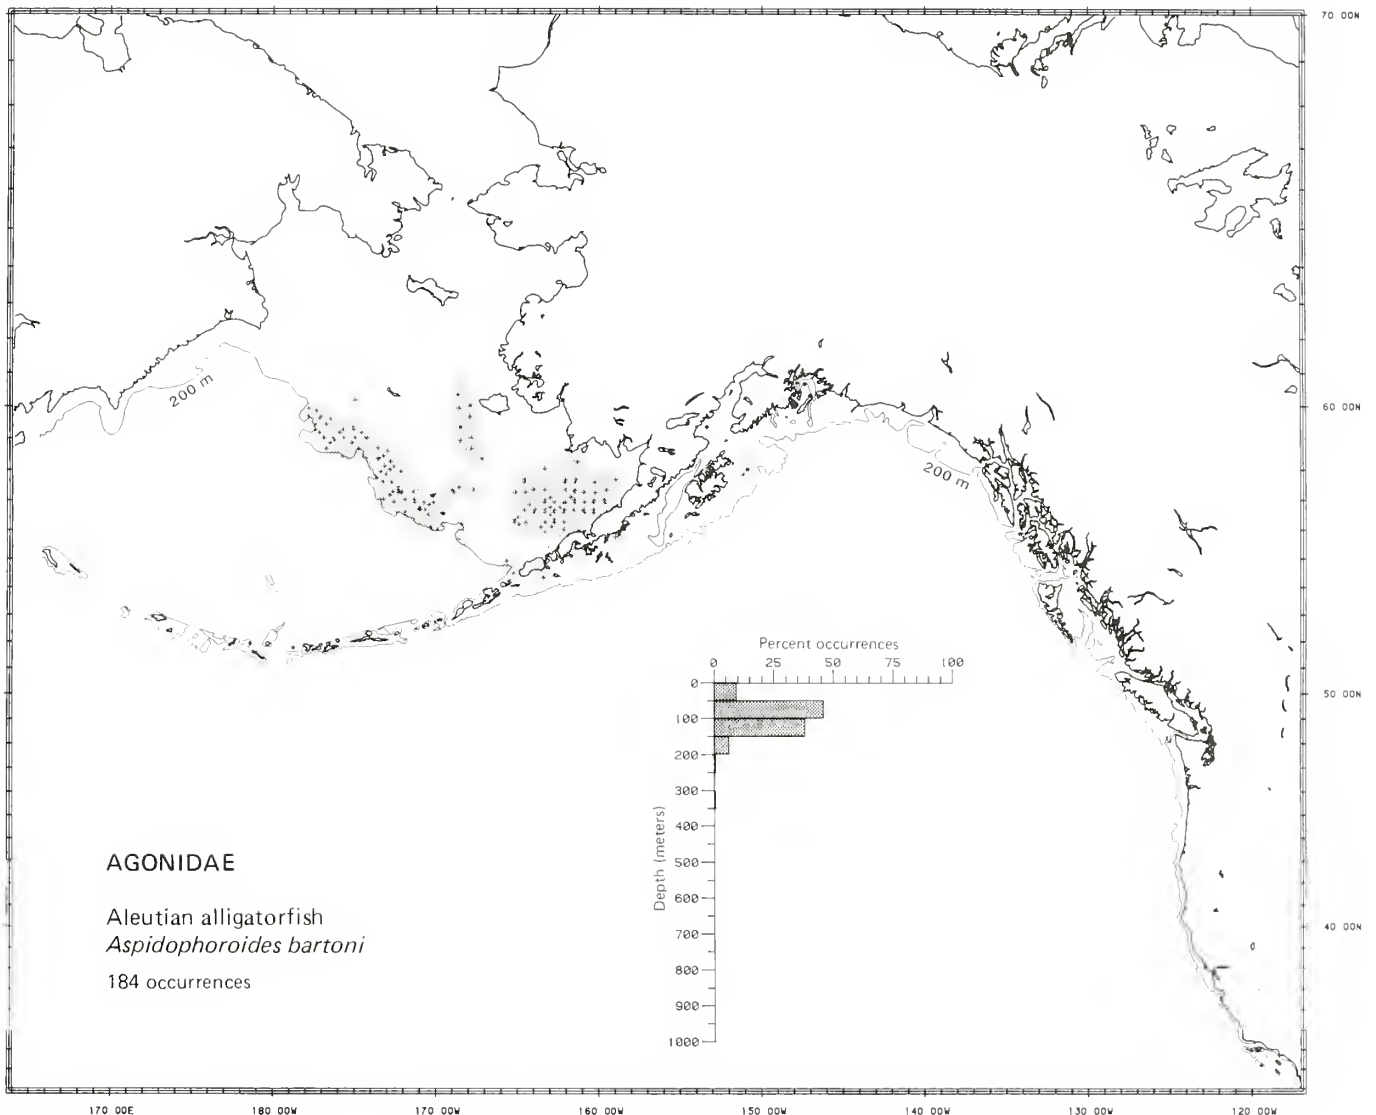 70 00N
200 m
60 00N
200 m
Percent occurrences
0 25 50 75 100
0
100
200
300
400
500
600
700
800
900
1000
Depth (meters)
50 00N
40 00N
AGONIDAE
Aleutian alligatorfish
Aspidophoroides bartoni
184 occurrences
170 00E 180 00W 170 00W 160 00W 150 00W 140 00W 130 00W 120 00W